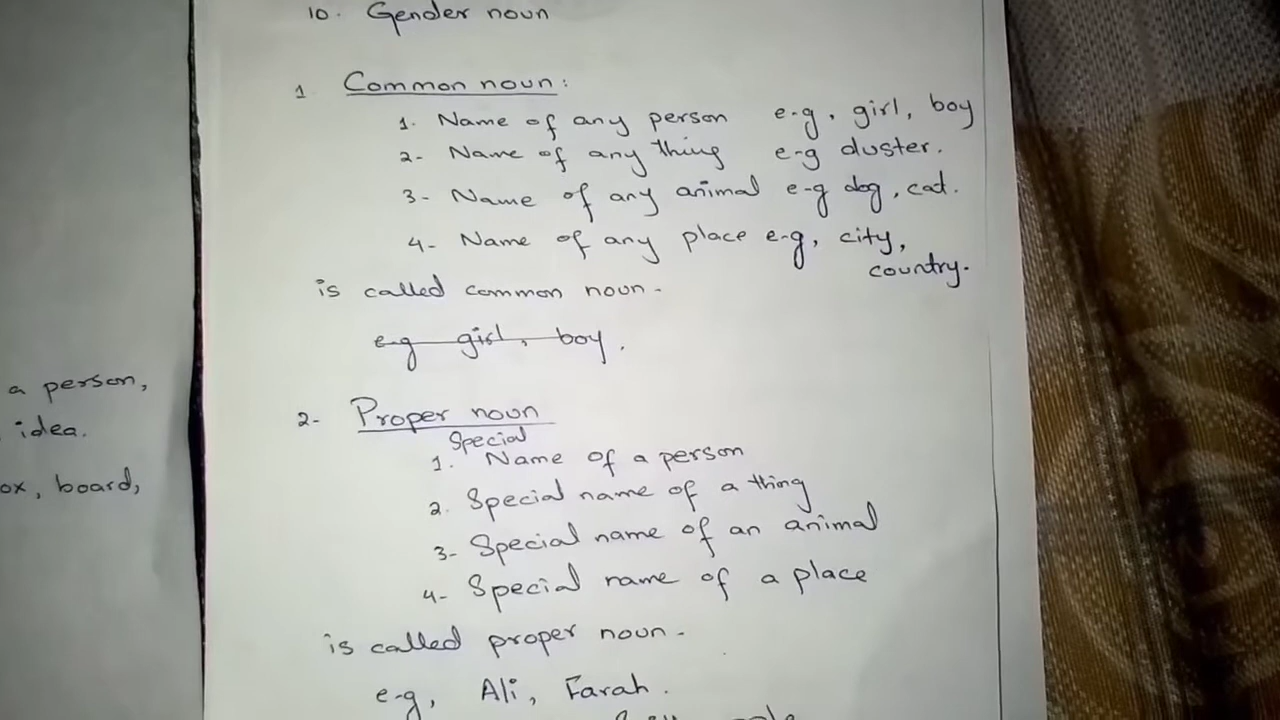 10. Gender noun
1 Common noun:
1. Name of any person e-g, girl, boy
2- Name of any thing e-g duster.
3- Name of any animal e-g dog, cat.
4- Name of any place e-g, city,
country.
is called common noun.
e-g girl, boy.
2- Proper noun
Special
1. Name of a person
2. Special name of a thing
3- Special name of an animal
4- Special name of a place
is called proper noun.
e-g, Ali, Farah.
a person,
idea.
ox, board,